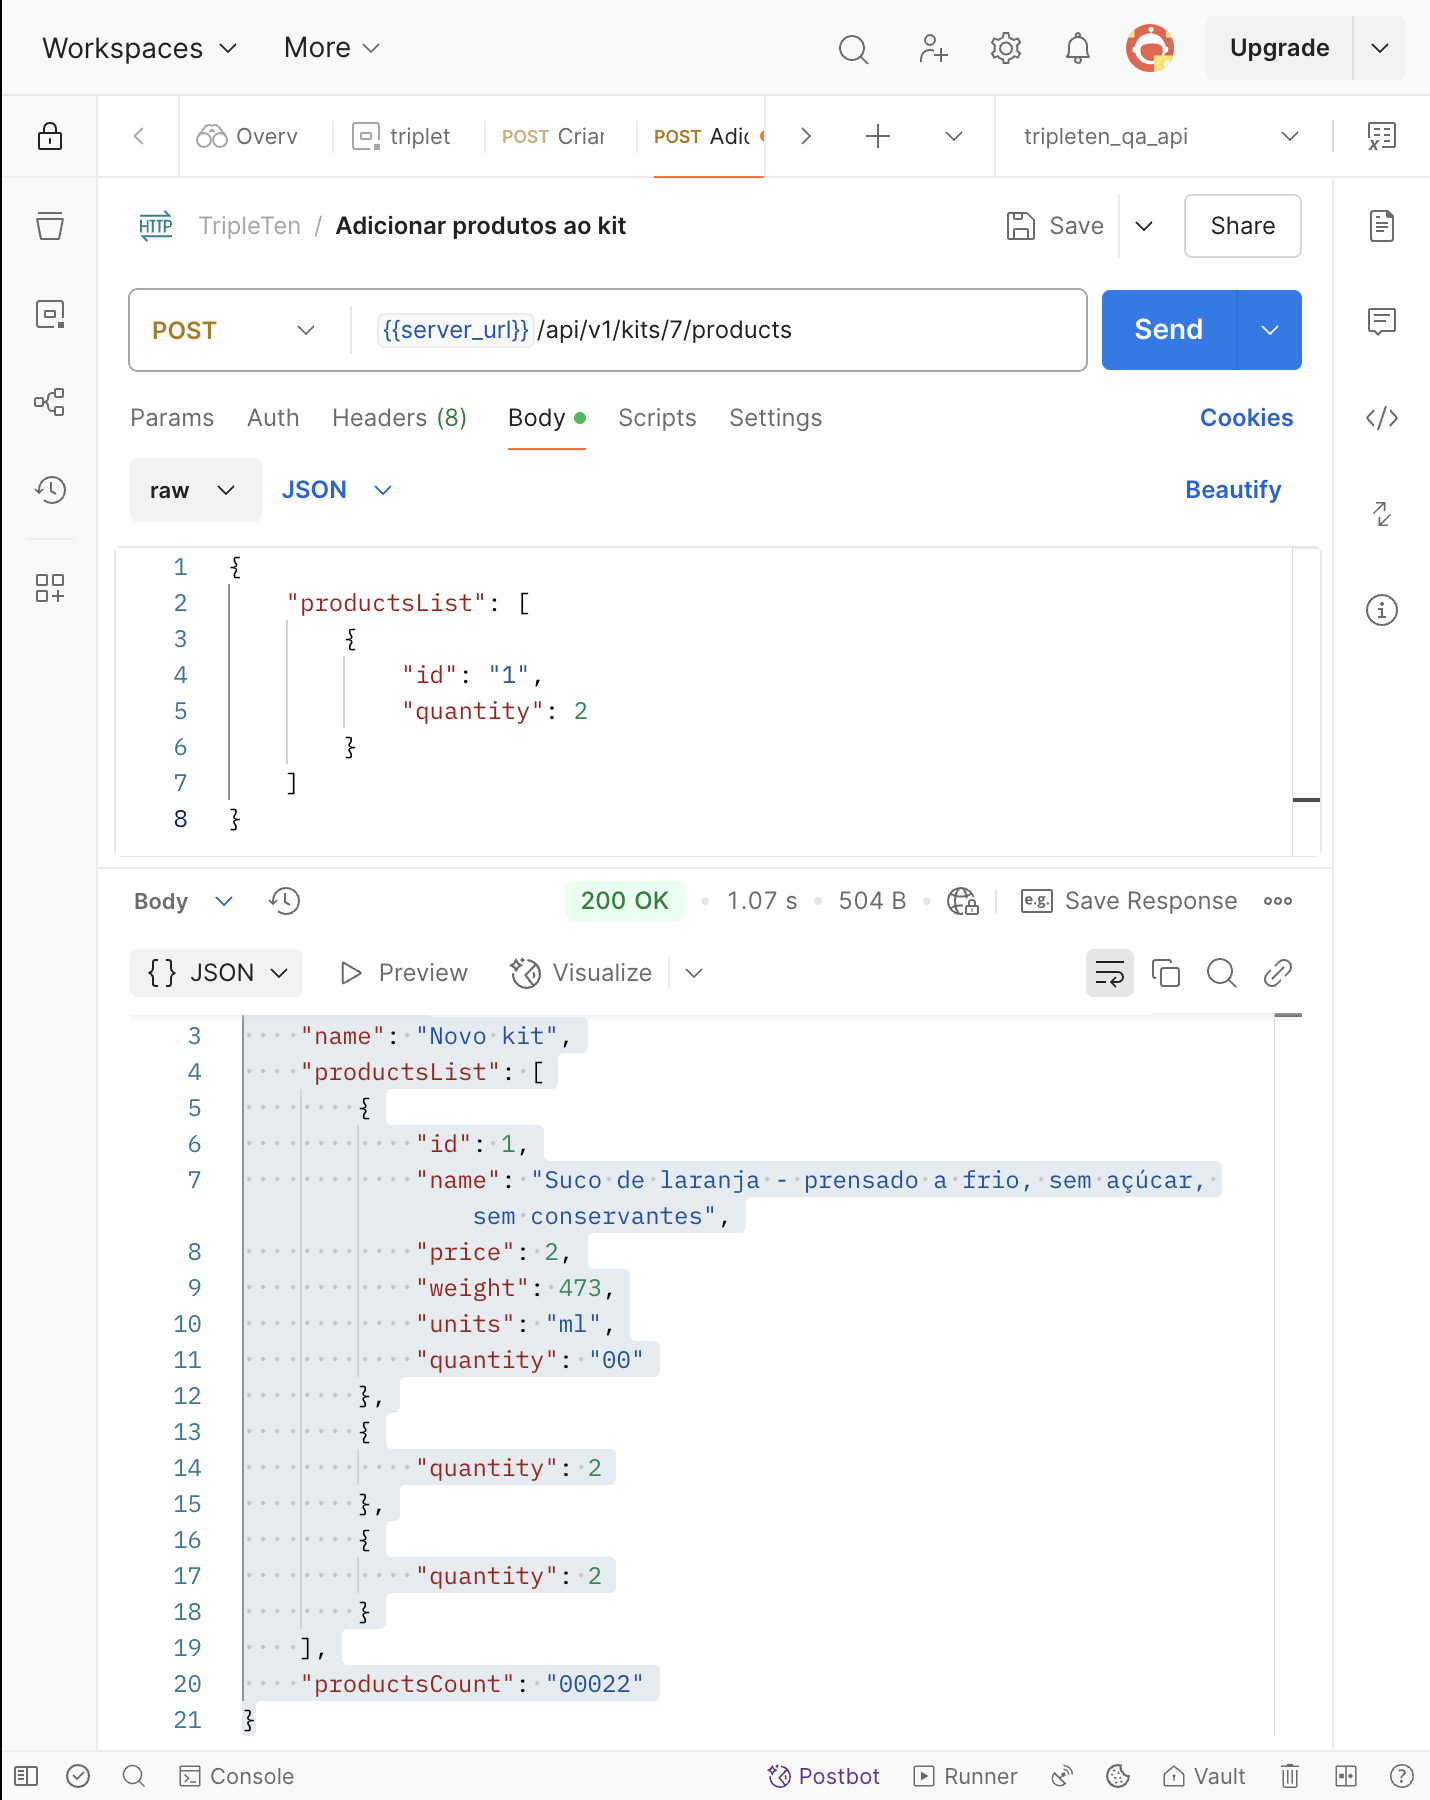 Workspaces More Upgrade
Overv triplet POST Criar POST Adic tripleten_qa_api
HTTP TripleTen / Adicionar produtos ao kit Save Share
POST {{server_url}}/api/v1/kits/7/products Send
Params Auth Headers (8) Body Scripts Settings Cookies
raw JSON Beautify
1 {
2 "productsList": [
3 {
4 "id": "1",
5 "quantity": 2
6 }
7 ]
8 }
Body 200 OK 1.07 s 504 B e.g. Save Response
{} JSON Preview Visualize
3 "name": "Novo kit",
4 "productsList": [
5 {
6 "id": 1,
7 "name": "Suco de laranja - prensado a frio, sem açúcar,
sem conservantes",
8 "price": 2,
9 "weight": 473,
10 "units": "ml",
11 "quantity": "00"
12 },
13 {
14 "quantity": 2
15 },
16 {
17 "quantity": 2
18 }
19 ],
20 "productsCount": "00022"
21 }
Console Postbot Runner Vault